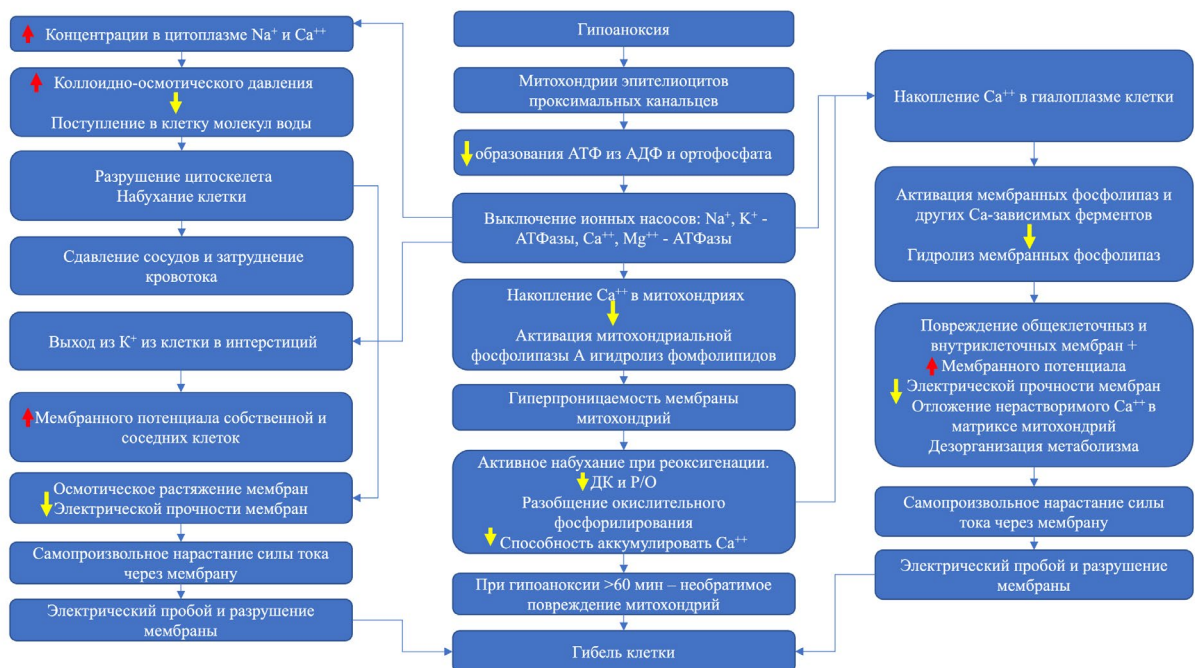 Концентрации в цитоплазме Na⁺ и Ca⁺⁺
Коллоидно-осмотического давления
Поступление в клетку молекул воды
Разрушение цитоскелета
Набухание клетки
Сдавление сосудов и затруднение
кровотока
Выход из К⁺ из клетки в интерстиций
Мембранного потенциала собственной и
соседних клеток
Осмотическое растяжение мембран
Электрической прочности мембран
Самопроизвольное нарастание силы тока
через мембрану
Электрический пробой и разрушение
мембраны
Гипоаноксия
Митохондрии эпителиоцитов
проксимальных канальцев
образования АТФ из АДФ и ортофосфата
Выключение ионных насосов: Na⁺, K⁺ -
АТФазы, Ca⁺⁺, Mg⁺⁺ - АТФазы
Накопление Ca⁺⁺ в митохондриях
Активация митохондриальной
фосфолипазы А игидролиз фомфолипидов
Гиперпроницаемость мембраны
митохондрий
Активное набухание при реоксигенации.
ДК и Р/О
Разобщение окислительного
фосфорилирования
Способность аккумулировать Ca⁺⁺
При гипоаноксии >60 мин – необратимое
повреждение митохондрий
Гибель клетки
Накопление Ca⁺⁺ в гиалоплазме клетки
Активация мембранных фосфолипаз и
других Са-зависимых ферментов
Гидролиз мембранных фосфолипаз
Повреждение общеклеточныз и
внутриклеточных мембран +
Мембранного потенциала
Электрической прочности мембран
Отложение нерастворимого Ca⁺⁺ в
матриксе митохондрий
Дезорганизация метаболизма
Самопроизвольное нарастание силы
тока через мембрану
Электрический пробой и разрушение
мембраны